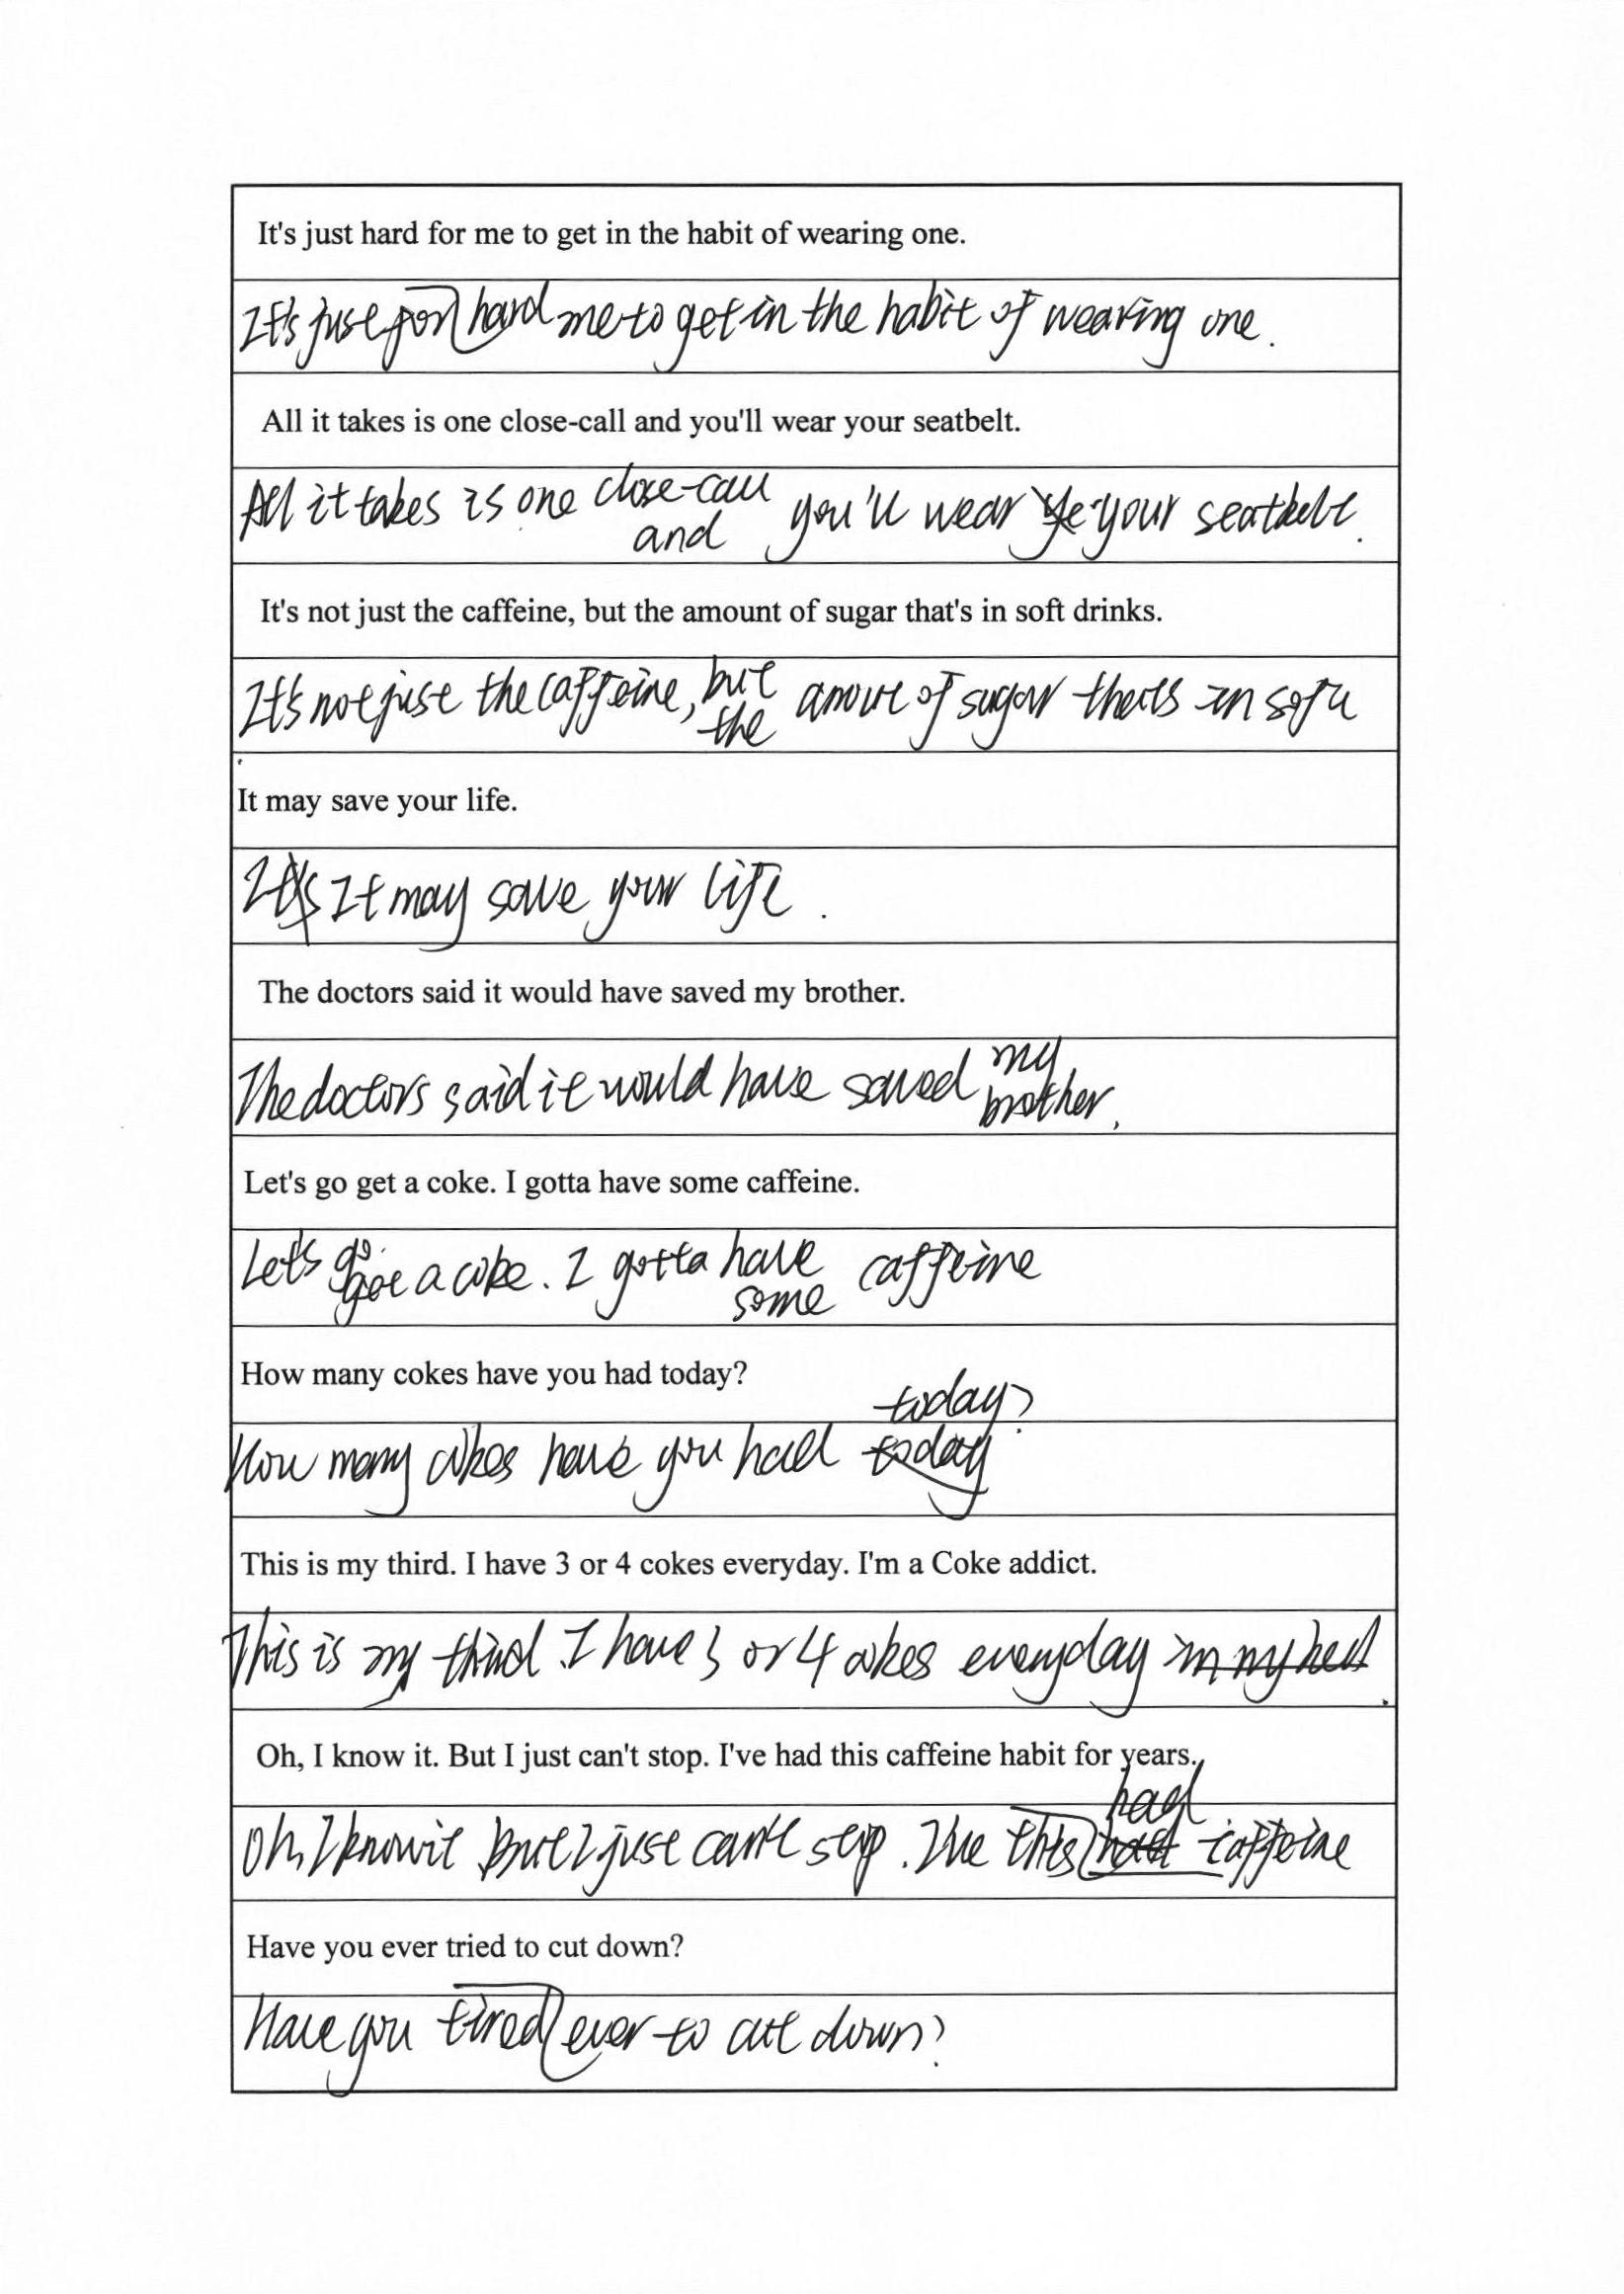 It's just hard for me to get in the habit of wearing one.
It's just for hard me to get in the habit of wearing one.
All it takes is one close-call and you'll wear your seatbelt.
All it takes is one close-call and you'll wear your seatbelt.
It's not just the caffeine, but the amount of sugar that's in soft drinks.
It's not just the caffeine, but the amout of sugar that's in
It may save your life.
It may save your life.
The doctors said it would have saved my brother.
The doctors said it would have saved my brother.
Let's go get a coke. I gotta have some caffeine.
Let's go get a coke. I gotta have some caffeine
How many cokes have you had today?
How many cokes have you had today?
This is my third. I have 3 or 4 cokes everyday. I'm a Coke addict.
This is my third. I have 3 or 4 cokes everyday
Oh, I know it. But I just can't stop. I've had this caffeine habit for years.
Oh, I know it but I just can't stop. I've this had caffeine
Have you ever tried to cut down?
Have you tired ever to cut down?